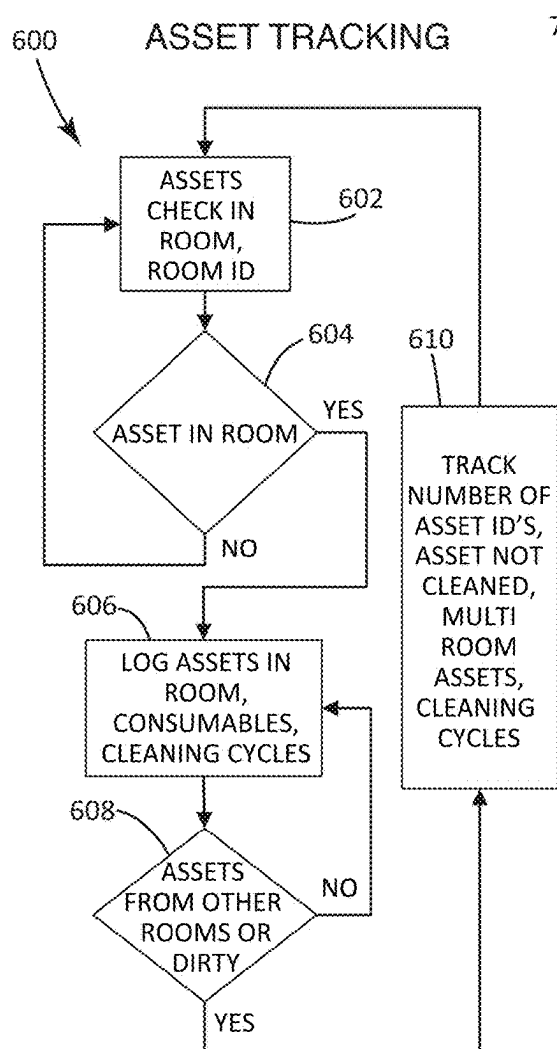 600
ASSET TRACKING
7
ASSETS
CHECK IN
ROOM,
ROOM ID
602
604
ASSET IN ROOM
YES
NO
610
TRACK
NUMBER OF
ASSET ID'S,
ASSET NOT
CLEANED,
MULTI
ROOM
ASSETS,
CLEANING
CYCLES
606
LOG ASSETS IN
ROOM,
CONSUMABLES,
CLEANING CYCLES
608
ASSETS
FROM OTHER
ROOMS OR
DIRTY
NO
YES